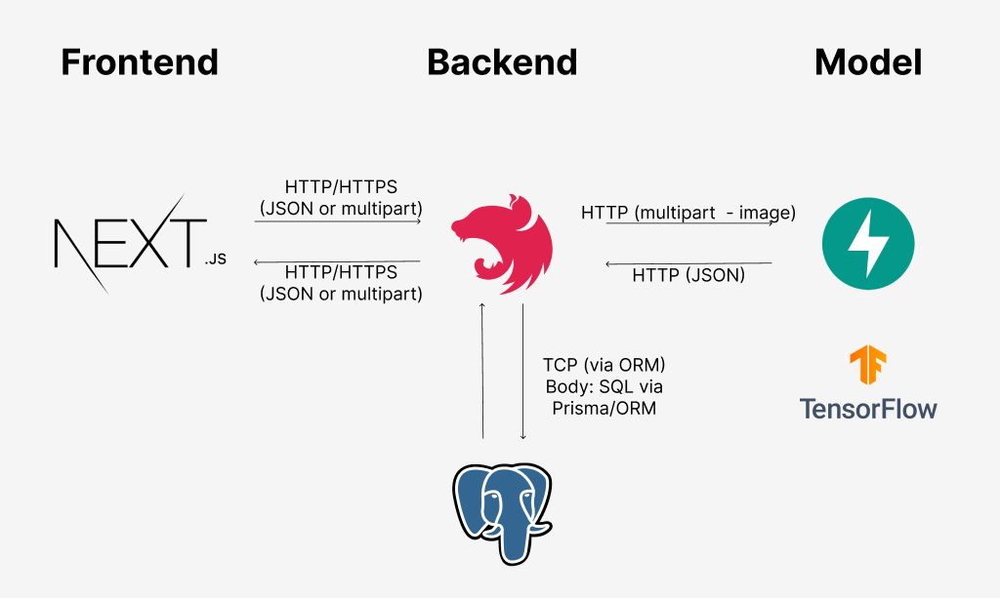 Frontend
Backend
Model
NEXT.JS
HTTP/HTTPS
(JSON or multipart)
HTTP/HTTPS
(JSON or multipart)
HTTP (multipart - image)
HTTP (JSON)
TCP (via ORM)
Body: SQL via
Prisma/ORM
TF
TensorFlow